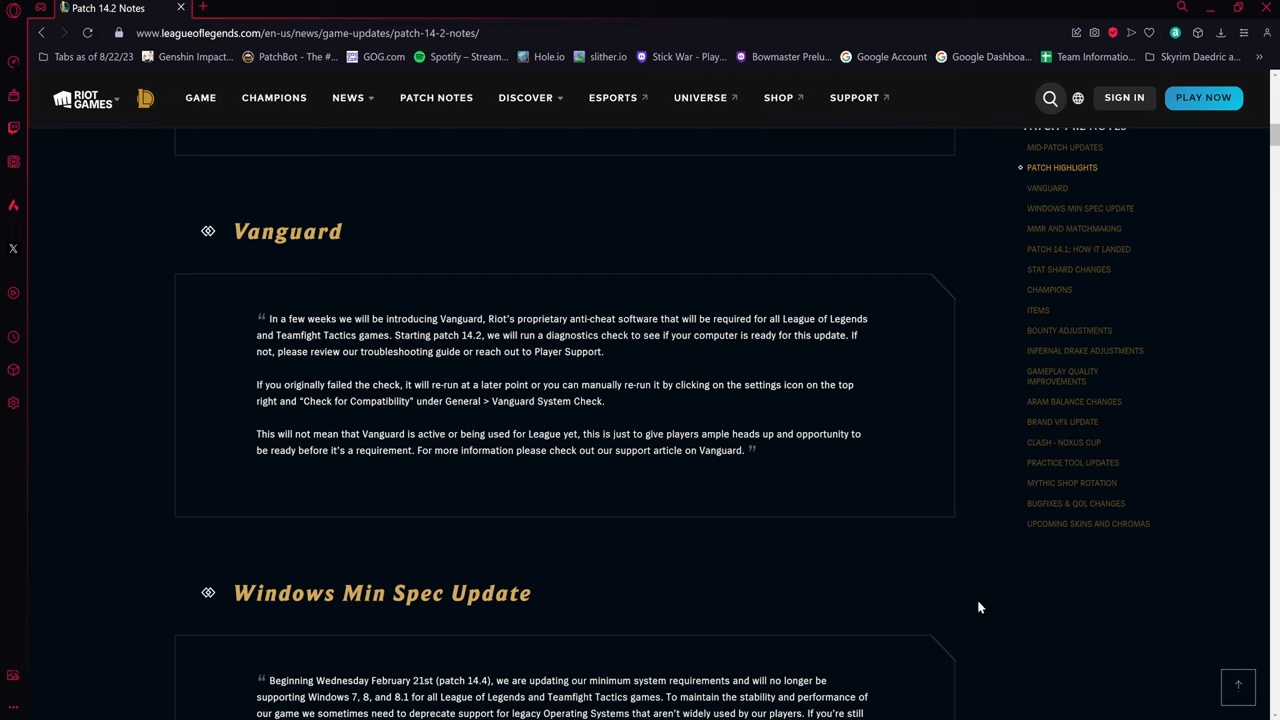 Patch 14.2 Notes
www.leagueoflegends.com/en-us/news/game-updates/patch-14-2-notes/
Tabs as of 8/22/23
Genshin Impact...
PatchBot - The #...
GOG.com
Spotify – Stream...
Hole.io
slither.io
Stick War - Play...
Bowmaster Prelu...
Google Account
Google Dashboa...
Team Informatio...
Skyrim Daedric a...
RIOT GAMES
GAME
CHAMPIONS
NEWS
PATCH NOTES
DISCOVER
ESPORTS
UNIVERSE
SHOP
SUPPORT
SIGN IN
PLAY NOW
Vanguard
“ In a few weeks we will be introducing Vanguard, Riot's proprietary anti-cheat software that will be required for all League of Legends
and Teamfight Tactics games. Starting patch 14.2, we will run a diagnostics check to see if your computer is ready for this update. If
not, please review our troubleshooting guide or reach out to Player Support.
If you originally failed the check, it will re-run at a later point or you can manually re-run it by clicking on the settings icon on the top
right and “Check for Compatibility” under General > Vanguard System Check.
This will not mean that Vanguard is active or being used for League yet, this is just to give players ample heads up and opportunity to
be ready before it's a requirement. For more information please check out our support article on Vanguard. ”
Windows Min Spec Update
“ Beginning Wednesday February 21st (patch 14.4), we are updating our minimum system requirements and will no longer be
supporting Windows 7, 8, and 8.1 for all League of Legends and Teamfight Tactics games. To maintain the stability and performance of
our game we sometimes need to deprecate support for legacy Operating Systems that aren't widely used by our players. If you're still
PATCH 14.2 NOTES
MID-PATCH UPDATES
PATCH HIGHLIGHTS
VANGUARD
WINDOWS MIN SPEC UPDATE
MMR AND MATCHMAKING
PATCH 14.1: HOW IT LANDED
STAT SHARD CHANGES
CHAMPIONS
ITEMS
BOUNTY ADJUSTMENTS
INFERNAL DRAKE ADJUSTMENTS
GAMEPLAY QUALITY
IMPROVEMENTS
ARAM BALANCE CHANGES
BRAND VFX UPDATE
CLASH - NOXUS CUP
PRACTICE TOOL UPDATES
MYTHIC SHOP ROTATION
BUGFIXES & QOL CHANGES
UPCOMING SKINS AND CHROMAS